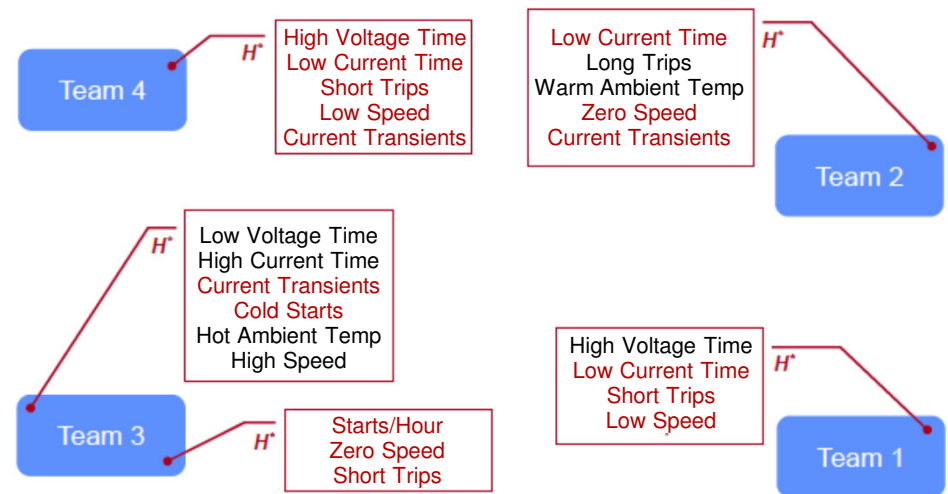 Team 4
H*
High Voltage Time
Low Current Time
Short Trips
Low Speed
Current Transients
Low Current Time
Long Trips
Warm Ambient Temp
Zero Speed
Current Transients
H*
Team 2
H*
Low Voltage Time
High Current Time
Current Transients
Cold Starts
Hot Ambient Temp
High Speed
Team 3
H*
Starts/Hour
Zero Speed
Short Trips
High Voltage Time
Low Current Time
Short Trips
Low Speed
H*
Team 1